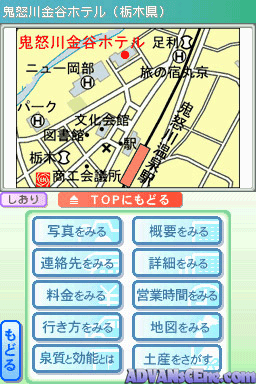 鬼怒川金谷ホテル（栃木県）
鬼怒川金谷ホテル
足利
ニュー岡部
旅の宿丸京
パーク
文化会館
図書館
駅
鬼怒川温泉駅
栃木
商工会議所
しおり
TOPにもどる
写真をみる
概要をみる
連絡先をみる
詳細をみる
料金をみる
営業時間をみる
行き方をみる
地図をみる
泉質と効能とは
土産をさがす
もどる
ADVANSCENE.COM